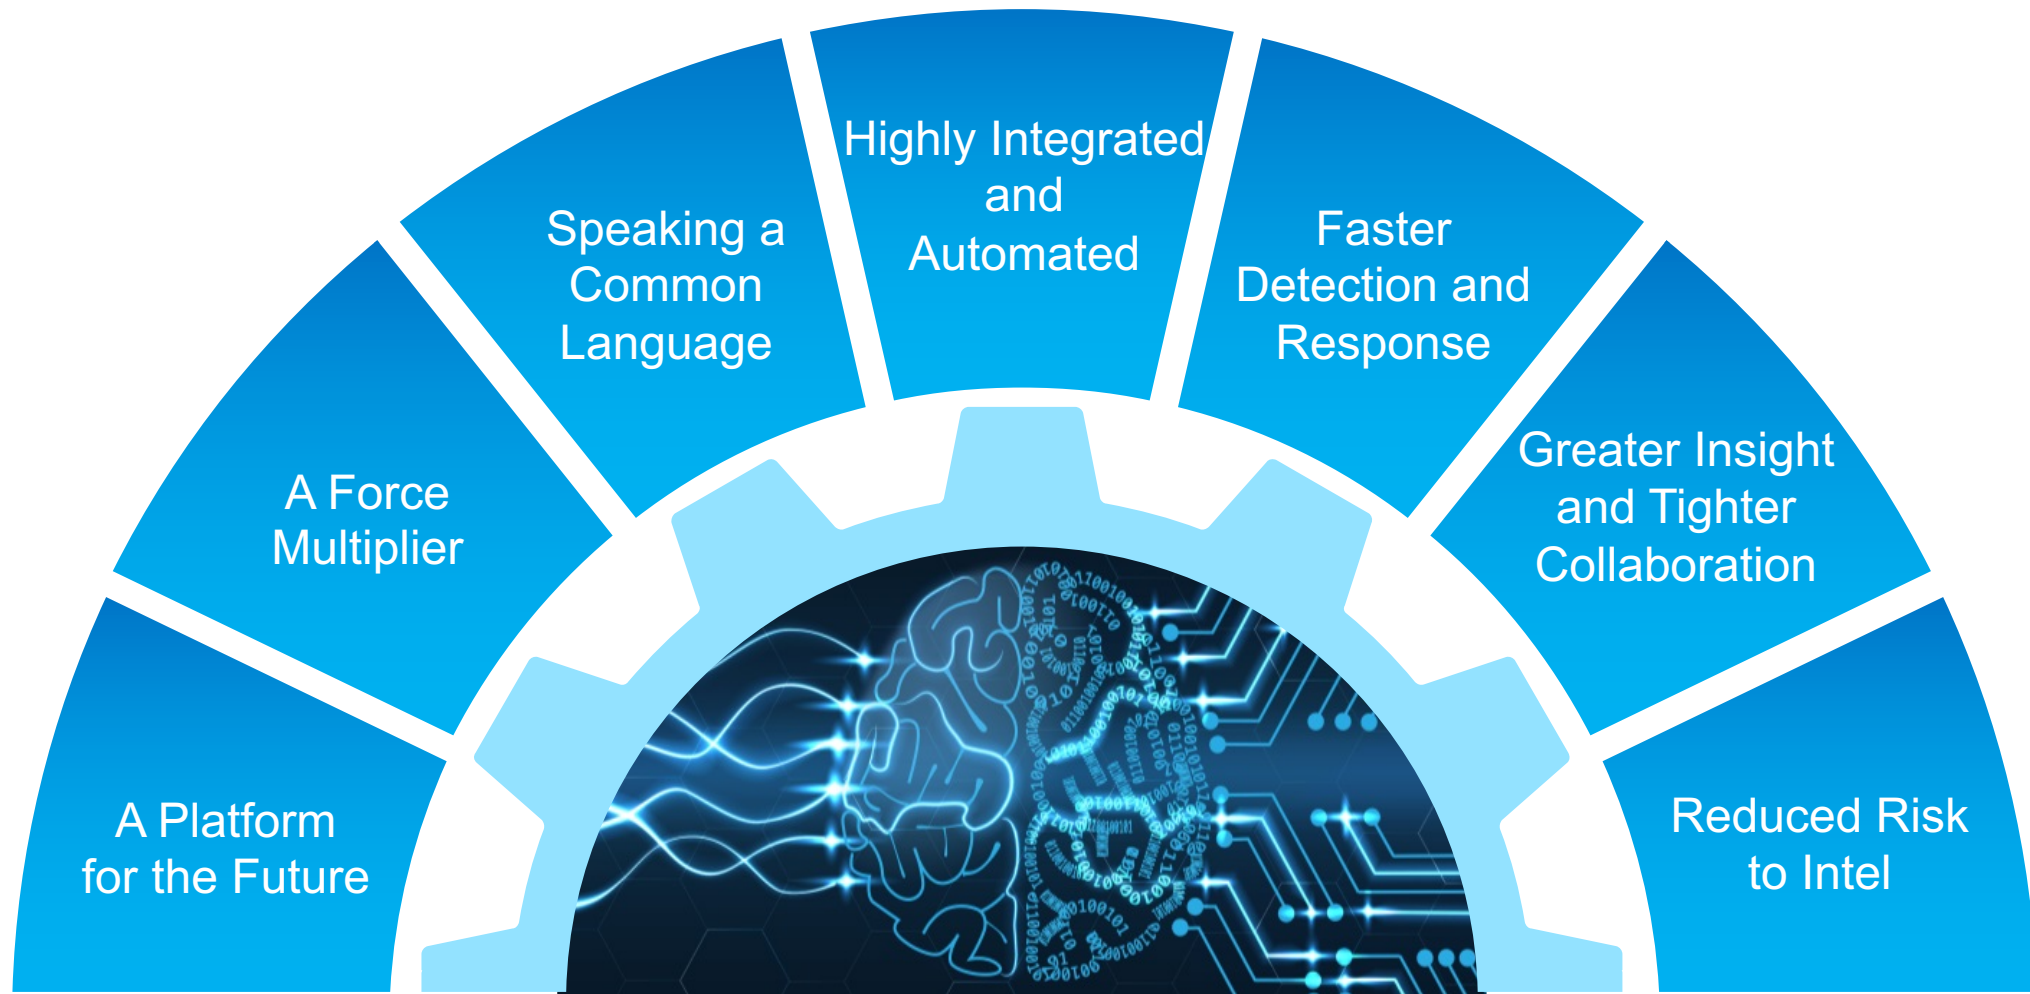 A Platform
for the Future
A Force
Multiplier
Speaking a
Common
Language
Highly Integrated
and
Automated
Faster
Detection and
Response
Greater Insight
and Tighter
Collaboration
Reduced Risk
to Intel